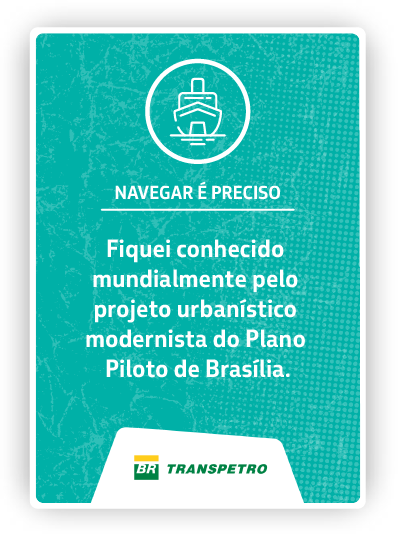 NAVEGAR É PRECISO
Fiquei conhecido
mundialmente pelo
projeto urbanístico
modernista do Plano
Piloto de Brasília.
BR TRANSPETRO